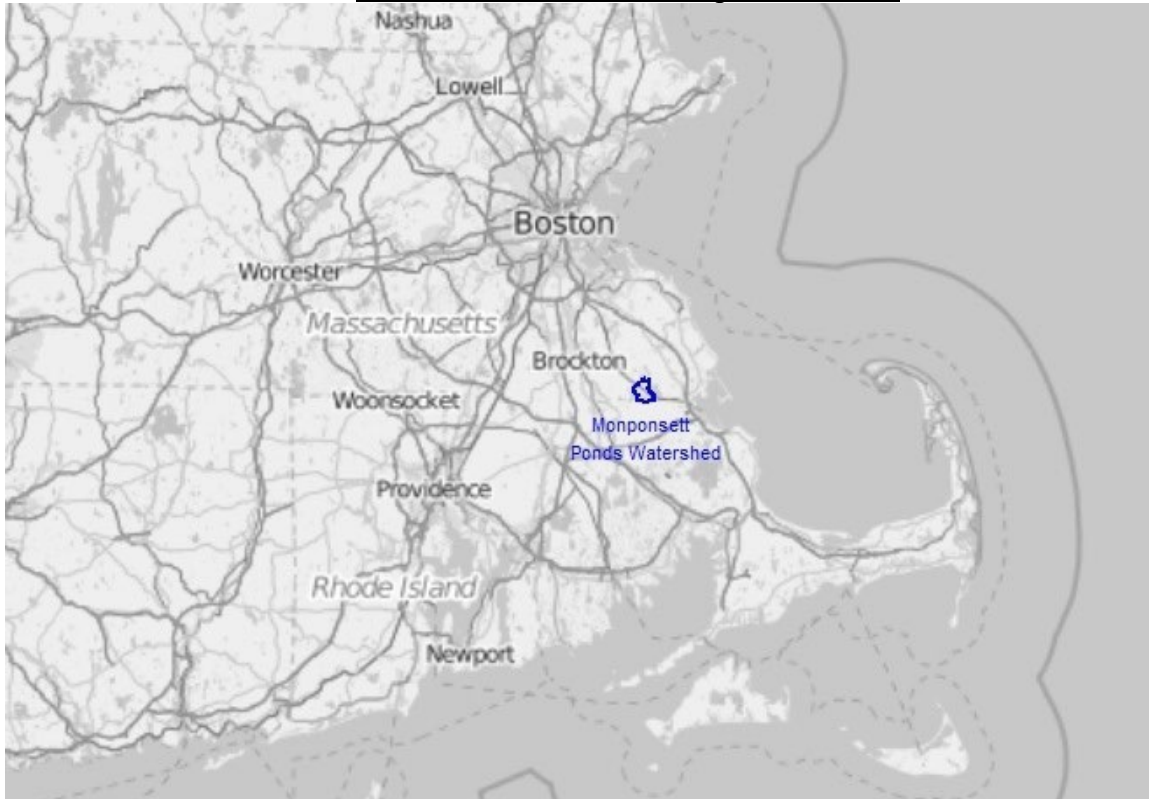 Nashua
Lowell
Boston
Worcester
Massachusetts
Brockton
Woonsocket
Monponsett
Ponds Watershed
Providence
Rhode Island
Newport